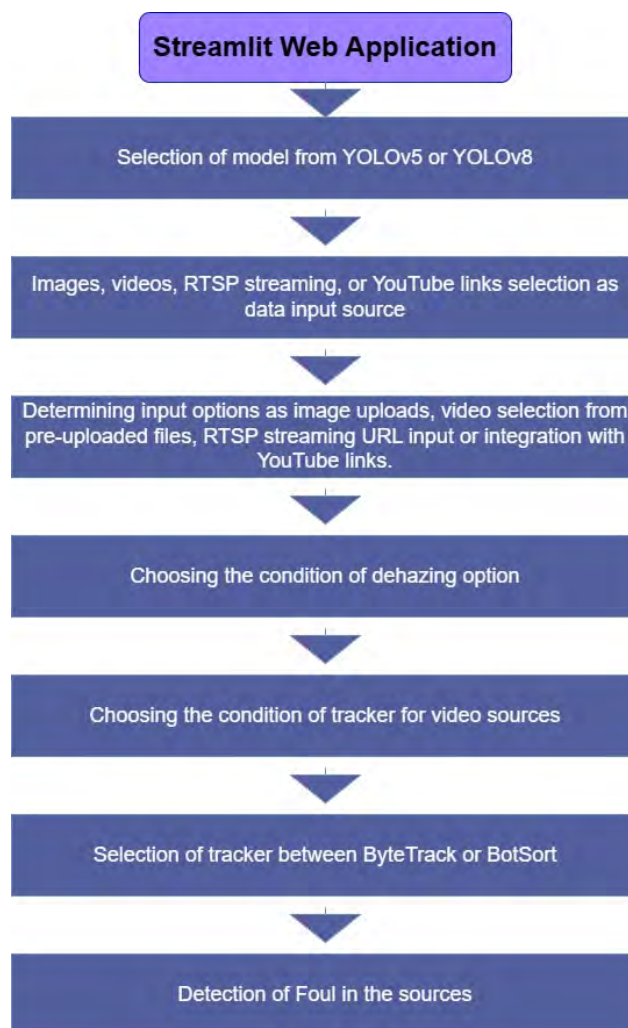 Streamlit Web Application
Selection of model from YOLOv5 or YOLOv8
Images, videos, RTSP streaming, or YouTube links selection as
data input source
Determining input options as image uploads, video selection from
pre-uploaded files, RTSP streaming URL input or integration with
YouTube links.
Choosing the condition of dehazing option
Choosing the condition of tracker for video sources
Selection of tracker between ByteTrack or BotSort
Detection of Foul in the sources